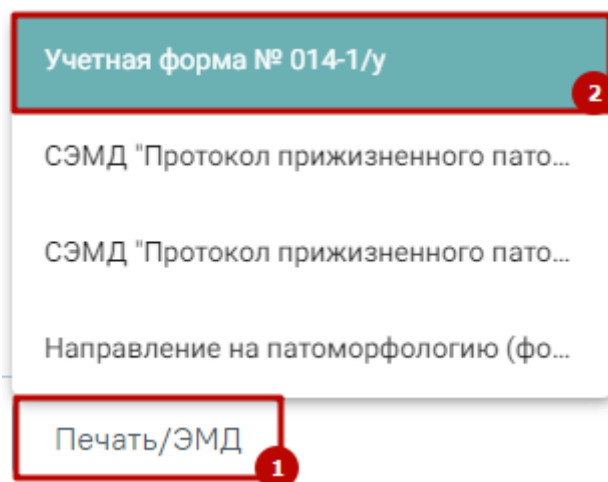 Учетная форма № 014-1/у
2
СЭМД "Протокол прижизненного пато...
СЭМД "Протокол прижизненного пато...
Направление на патоморфологию (фо...
Печать/ЭМД
1